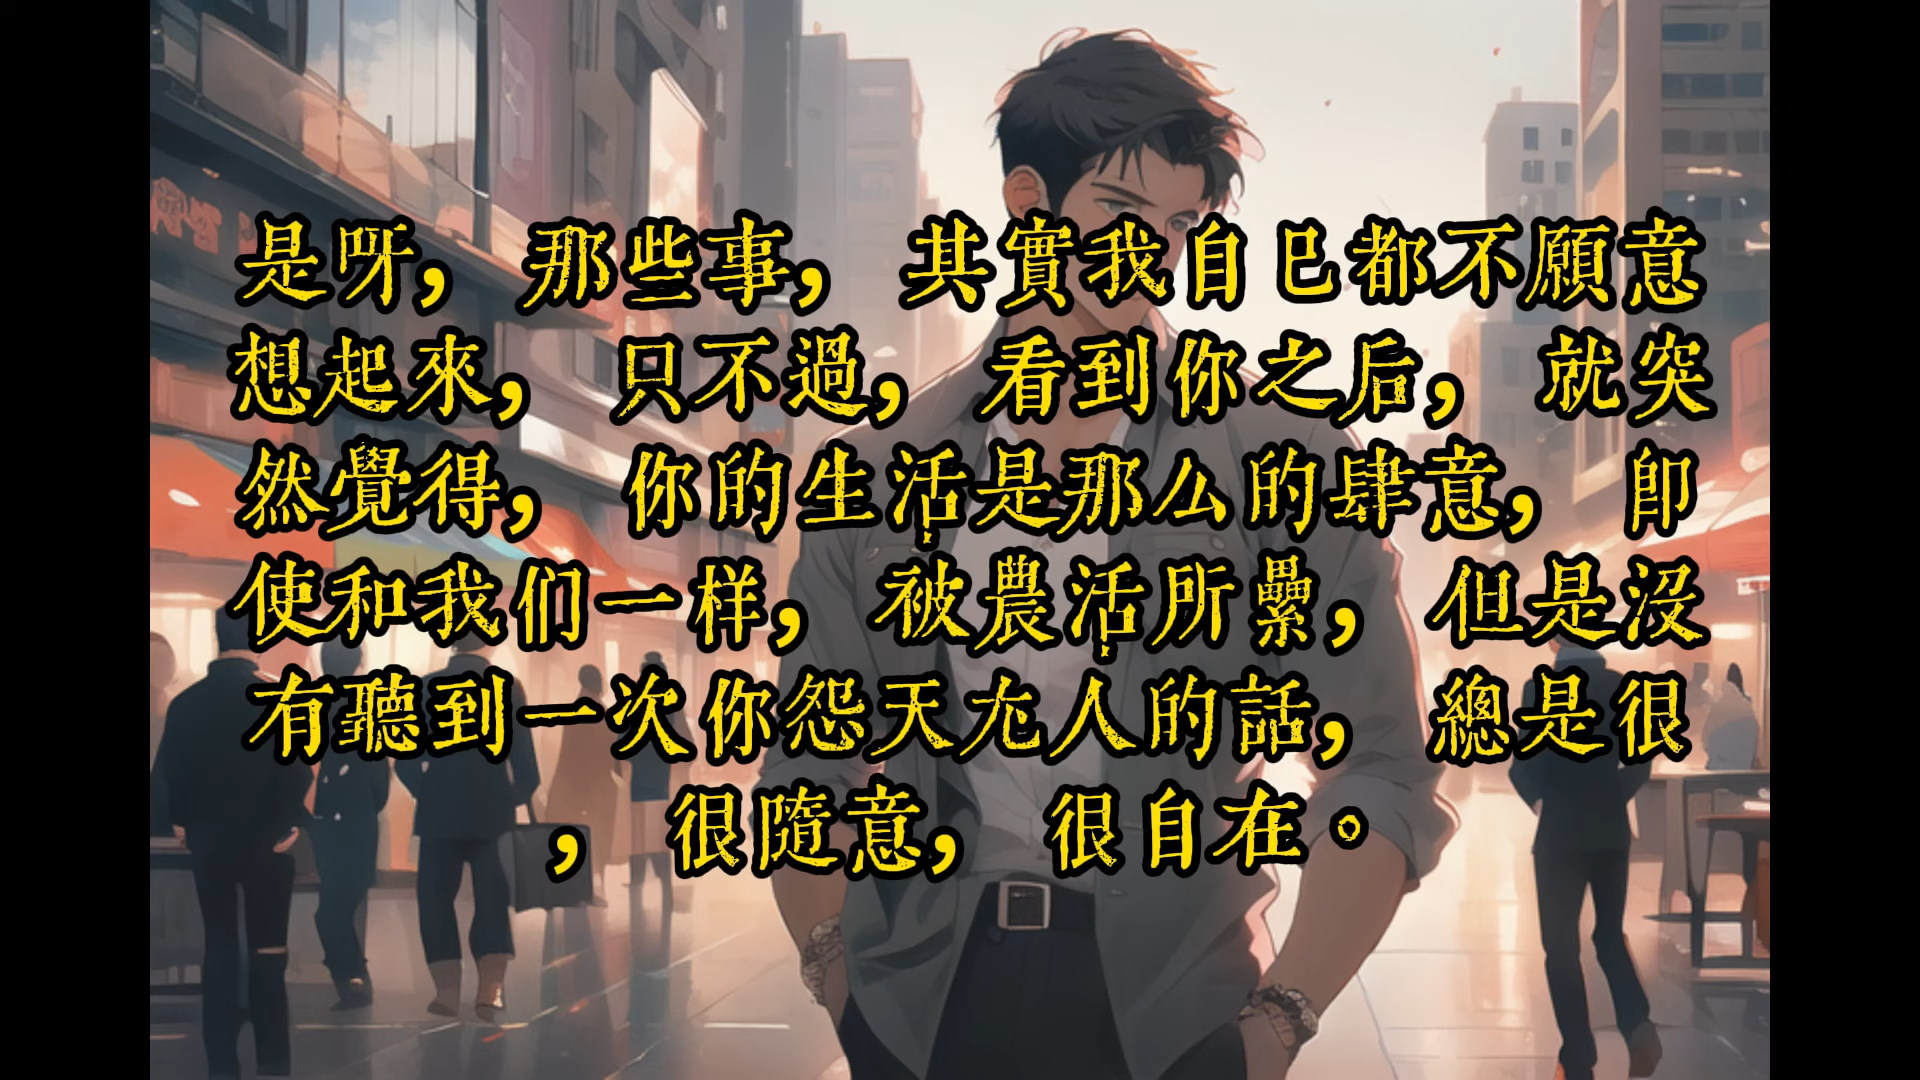 是呀，那些事，其實我自已都不願意
想起來，只不過，看到你之后，就突
然覺得，你的生活是那么的肆意，即
使和我们一样，被農活所纍，但是沒
有聽到一次你怨天尤人的話，總是很
，很隨意，很自在。